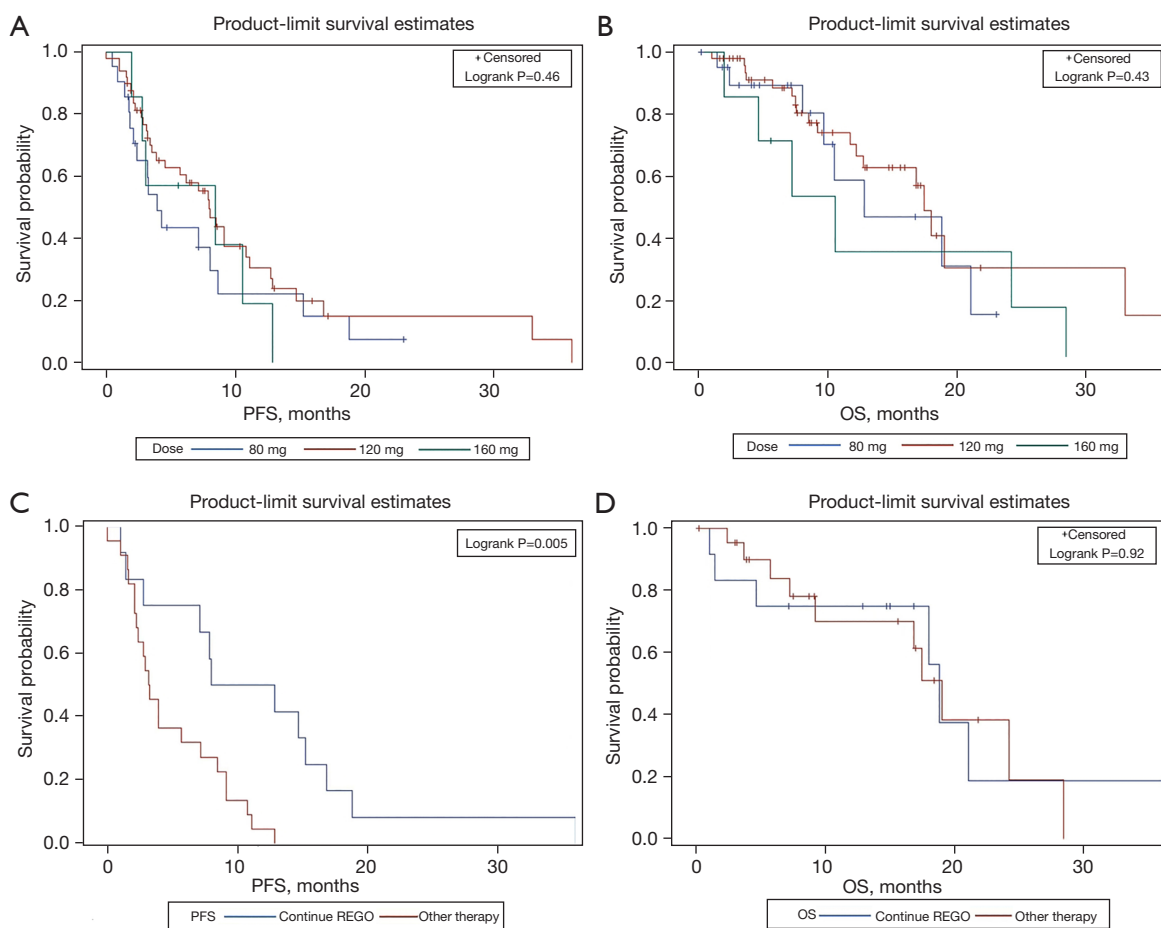 A
Product-limit survival estimates
+Censored
Logrank P=0.46
Survival probability
1.0
0.8
0.6
0.4
0.2
0.0
0 10 20 30
PFS, months
Dose 80 mg 120 mg 160 mg
B
Product-limit survival estimates
+Censored
Logrank P=0.43
Survival probability
1.0
0.8
0.6
0.4
0.2
0.0
0 10 20 30
OS, months
Dose 80 mg 120 mg 160 mg
C
Product-limit survival estimates
Logrank P=0.005
Survival probability
1.0
0.8
0.6
0.4
0.2
0.0
0 10 20 30
PFS, months
PFS Continue REGO Other therapy
D
Product-limit survival estimates
+Censored
Logrank P=0.92
Survival probability
1.0
0.8
0.6
0.4
0.2
0.0
0 10 20 30
OS, months
OS Continue REGO Other therapy